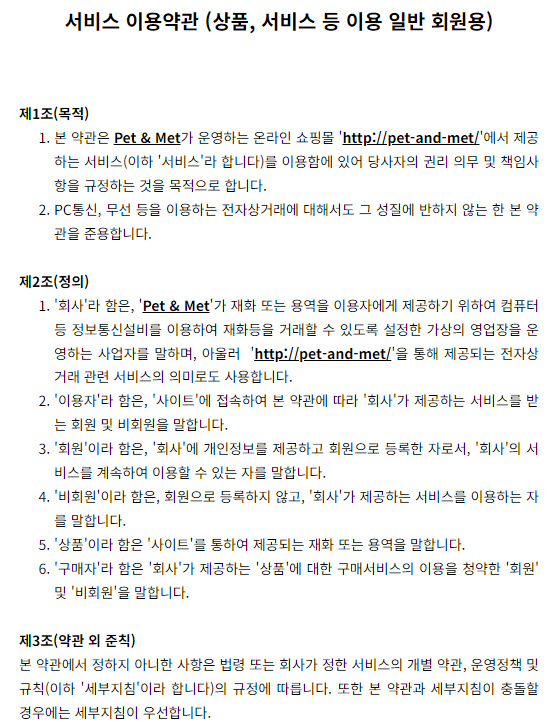 서비스 이용약관 (상품, 서비스 등 이용 일반 회원용)
제1조(목적)
1. 본 약관은 Pet & Met가 운영하는 온라인 쇼핑몰 'http://pet-and-met/'에서 제공
하는 서비스(이하 '서비스'라 합니다)를 이용함에 있어 당사자의 권리 의무 및 책임사
항을 규정하는 것을 목적으로 합니다.
2. PC통신, 무선 등을 이용하는 전자상거래에 대해서도 그 성질에 반하지 않는 한 본 약
관을 준용합니다.
제2조(정의)
1. '회사'라 함은, 'Pet & Met'가 재화 또는 용역을 이용자에게 제공하기 위하여 컴퓨터
등 정보통신설비를 이용하여 재화등을 거래할 수 있도록 설정한 가상의 영업장을 운
영하는 사업자를 말하며, 아울러 'http://pet-and-met/'을 통해 제공되는 전자상
거래 관련 서비스의 의미로도 사용합니다.
2. '이용자'라 함은, '사이트'에 접속하여 본 약관에 따라 '회사'가 제공하는 서비스를 받
는 회원 및 비회원을 말합니다.
3. '회원'이라 함은, '회사'에 개인정보를 제공하고 회원으로 등록한 자로서, '회사'의 서
비스를 계속하여 이용할 수 있는 자를 말합니다.
4. '비회원'이라 함은, 회원으로 등록하지 않고, '회사'가 제공하는 서비스를 이용하는 자
를 말합니다.
5. '상품'이라 함은 '사이트'를 통하여 제공되는 재화 또는 용역을 말합니다.
6. '구매자'라 함은 '회사'가 제공하는 '상품'에 대한 구매서비스의 이용을 청약한 '회원'
및 '비회원'을 말합니다.
제3조(약관 외 준칙)
본 약관에서 정하지 아니한 사항은 법령 또는 회사가 정한 서비스의 개별 약관, 운영정책 및
규칙(이하 '세부지침'이라 합니다)의 규정에 따릅니다. 또한 본 약관과 세부지침이 충돌할
경우에는 세부지침이 우선합니다.